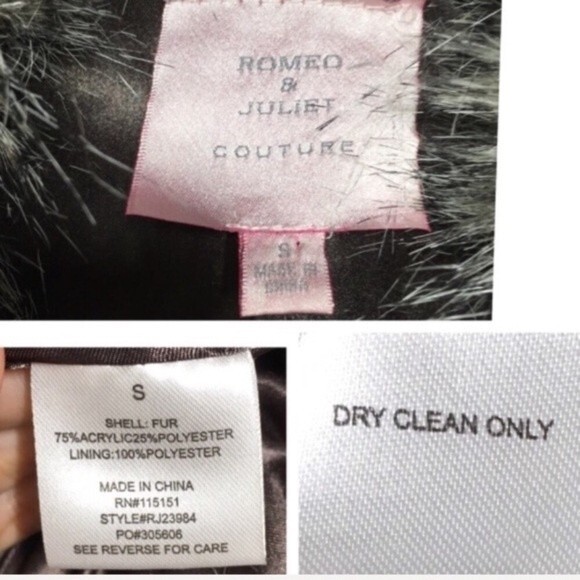 ROMEO
&
JULIET
COUTURE
S
MADE IN
CHINA
S
SHELL: FUR
75%ACRYLIC25%POLYESTER
LINING:100%POLYESTER
MADE IN CHINA
RN#115151
STYLE#RJ23984
PO#305606
SEE REVERSE FOR CARE
DRY CLEAN ONLY